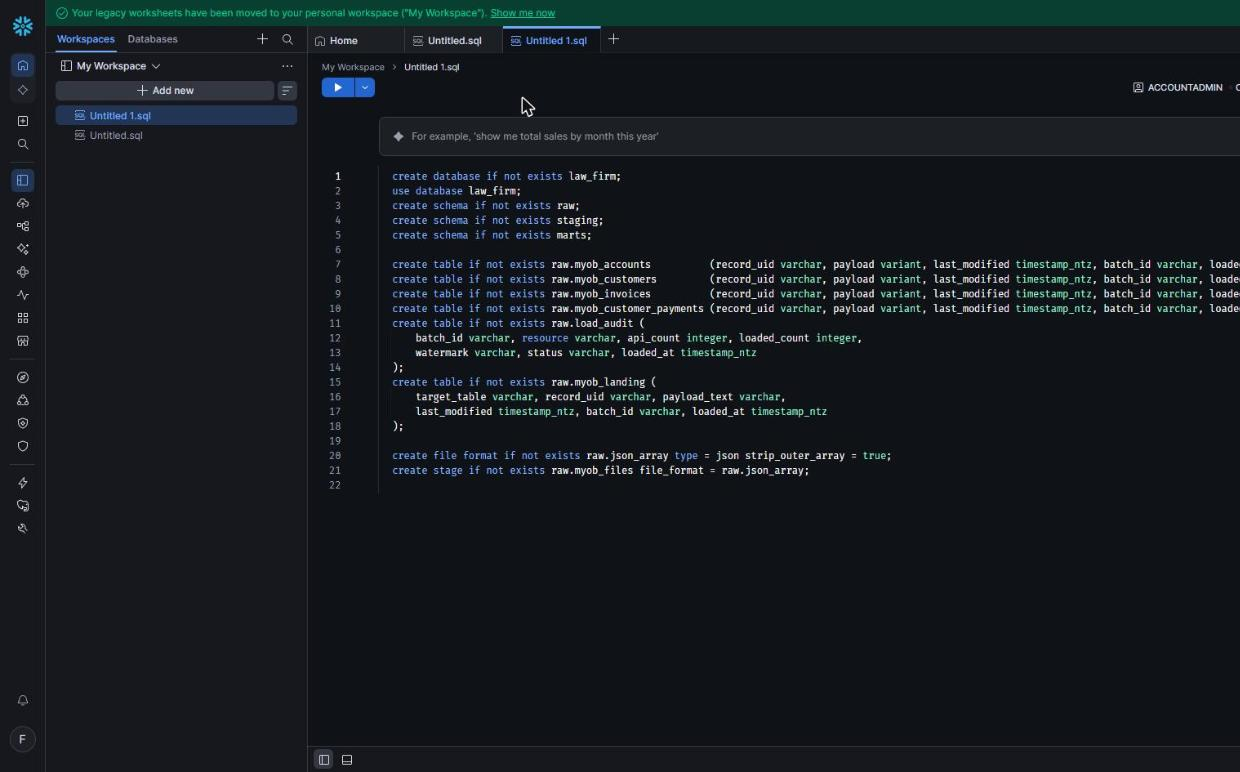 Your legacy worksheets have been moved to your personal workspace ("My Workspace"). Show me now
Workspaces Databases
My Workspace
Add new
Untitled 1.sql
Untitled.sql
Home
Untitled.sql
Untitled 1.sql
My Workspace > Untitled 1.sql
ACCOUNTADMIN
For example, 'show me total sales by month this year'
1 create database if not exists law_firm;
2 use database law_firm;
3 create schema if not exists raw;
4 create schema if not exists staging;
5 create schema if not exists marts;
6
7 create table if not exists raw.myob_accounts (record_uid varchar, payload variant, last_modified timestamp_ntz, batch_id varchar, loade
8 create table if not exists raw.myob_customers (record_uid varchar, payload variant, last_modified timestamp_ntz, batch_id varchar, loade
9 create table if not exists raw.myob_invoices (record_uid varchar, payload variant, last_modified timestamp_ntz, batch_id varchar, loade
10 create table if not exists raw.myob_customer_payments (record_uid varchar, payload variant, last_modified timestamp_ntz, batch_id varchar, loade
11 create table if not exists raw.load_audit (
12 batch_id varchar, resource varchar, api_count integer, loaded_count integer,
13 watermark varchar, status varchar, loaded_at timestamp_ntz
14 );
15 create table if not exists raw.myob_landing (
16 target_table varchar, record_uid varchar, payload_text varchar,
17 last_modified timestamp_ntz, batch_id varchar, loaded_at timestamp_ntz
18 );
19
20 create file format if not exists raw.json_array type = json strip_outer_array = true;
21 create stage if not exists raw.myob_files file_format = raw.json_array;
22
F